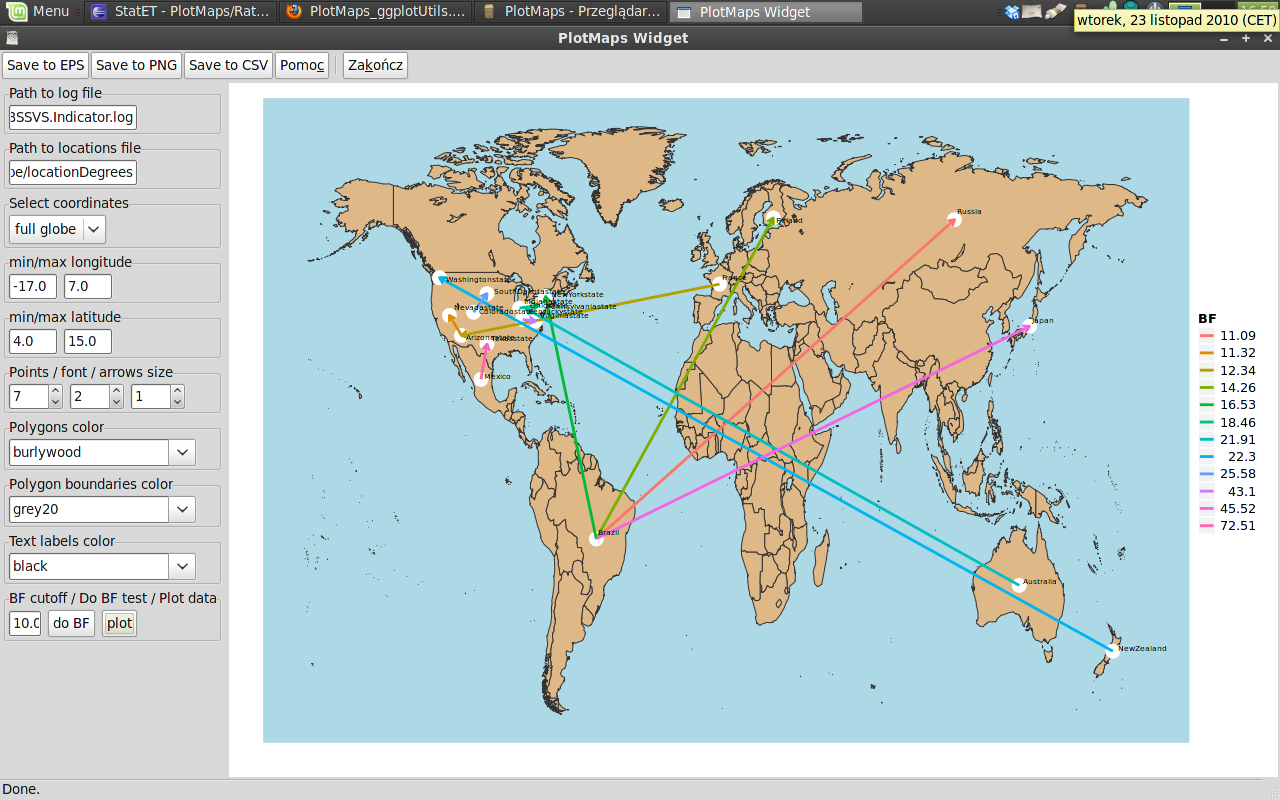 Menu
StatET - PlotMaps/Rat...
PlotMaps_ggplotUtils....
PlotMaps - Przeglądar...
PlotMaps Widget
wtorek, 23 listopad 2010 (CET)
PlotMaps Widget
Save to EPS
Save to PNG
Save to CSV
Pomoc
Zakończ
Path to log file
3SSVS.Indicator.log
Path to locations file
pe/locationDegrees
Select coordinates
full globe
min/max longitude
-17.0
7.0
min/max latitude
4.0
15.0
Points / font / arrows size
7
2
1
Polygons color
burlywood
Polygon boundaries color
grey20
Text labels color
black
BF cutoff / Do BF test / Plot data
10.0
do BF
plot
Russia
Finland
France
Washingtonstate
Nevadastate
Coloradostate
Virginiastate
Mexico
Japan
Brazil
Australia
NewZealand
BF
11.09
11.32
12.34
14.26
16.53
18.46
21.91
22.3
25.58
43.1
45.52
72.51
Done.